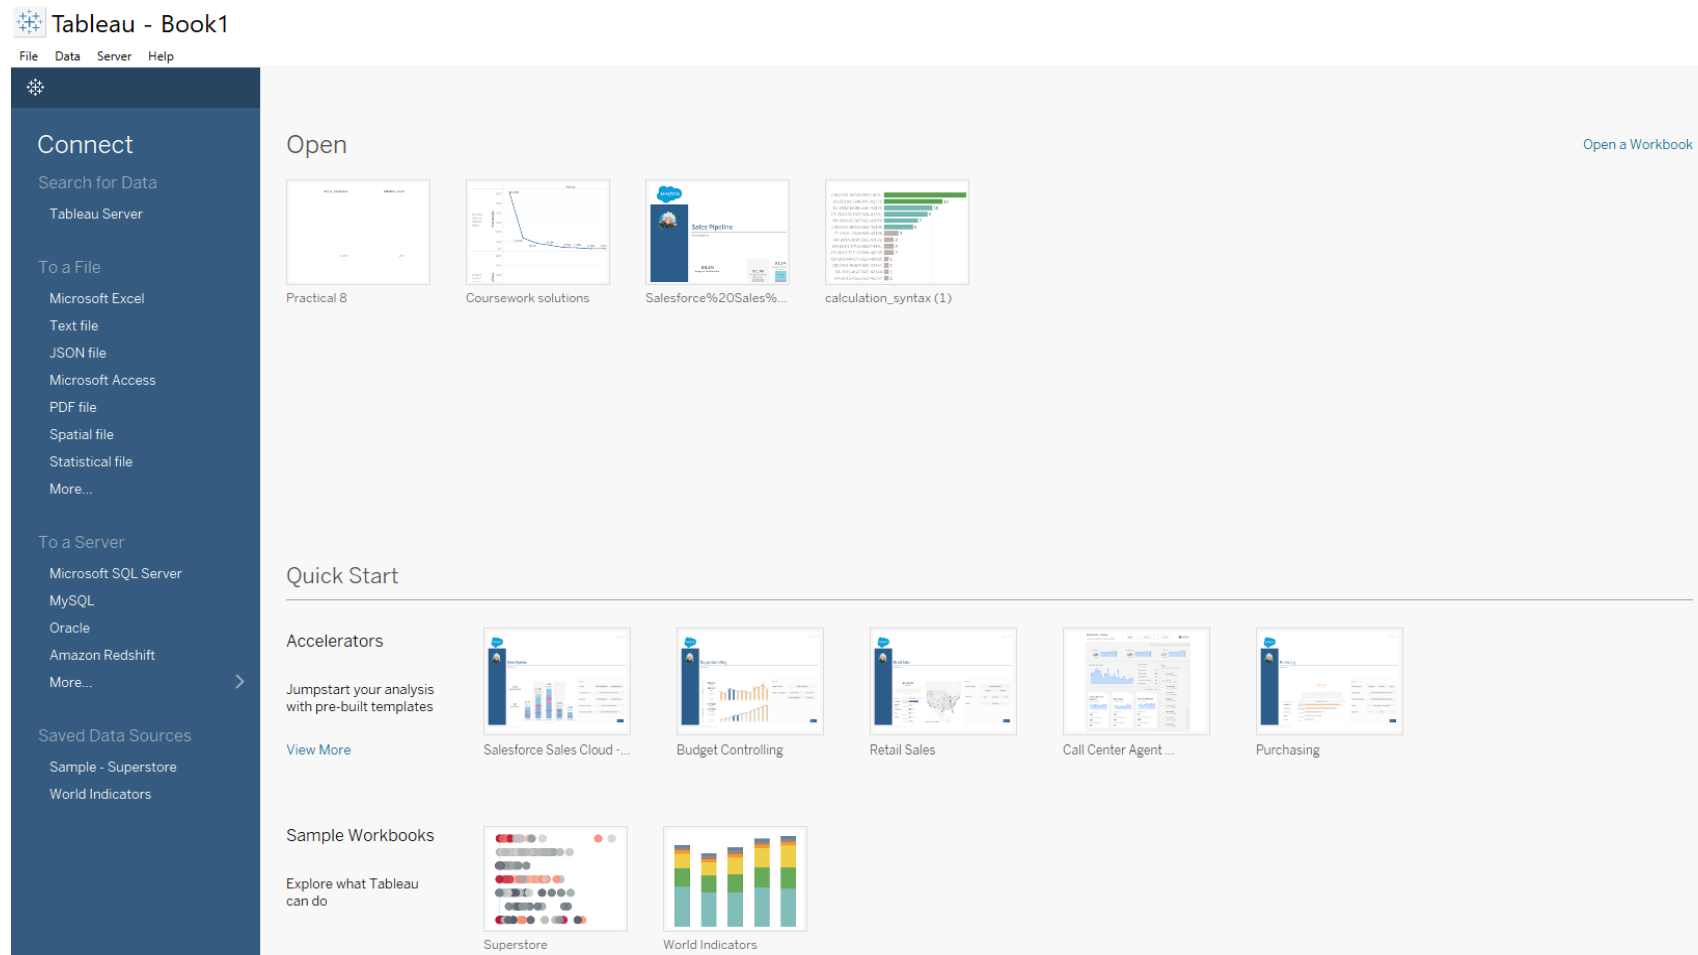 Tableau - Book1
File Data Server Help
Connect
Search for Data
Tableau Server
To a File
Microsoft Excel
Text file
JSON file
Microsoft Access
PDF file
Spatial file
Statistical file
More...
To a Server
Microsoft SQL Server
MySQL
Oracle
Amazon Redshift
More...
Saved Data Sources
Sample - Superstore
World Indicators
Open
Open a Workbook
Sales Pipeline
Practical 8
Coursework solutions
Salesforce%20Sales%...
calculation_syntax (1)
Quick Start
Accelerators
Jumpstart your analysis
with pre-built templates
View More
Salesforce Sales Cloud -...
Budget Controlling
Retail Sales
Call Center Agent ...
Purchasing
Sample Workbooks
Explore what Tableau
can do
Superstore
World Indicators